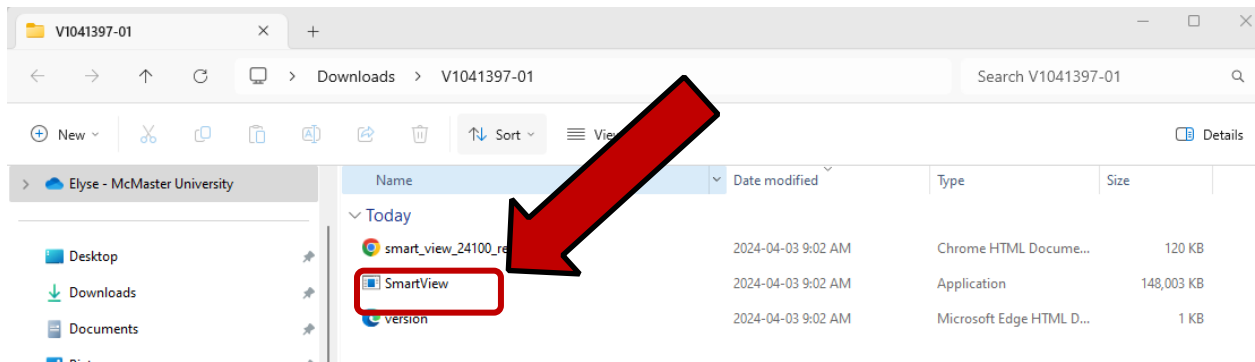 V1041397-01
Downloads > V1041397-01
Search V1041397-01
New
Sort
Details
Elyse - McMaster University
Name
Date modified
Type
Size
Today
Desktop
smart_view_24100_re
2024-04-03 9:02 AM
Chrome HTML Docume...
120 KB
Downloads
SmartView
2024-04-03 9:02 AM
Application
148,003 KB
Documents
version
2024-04-03 9:02 AM
Microsoft Edge HTML D...
1 KB